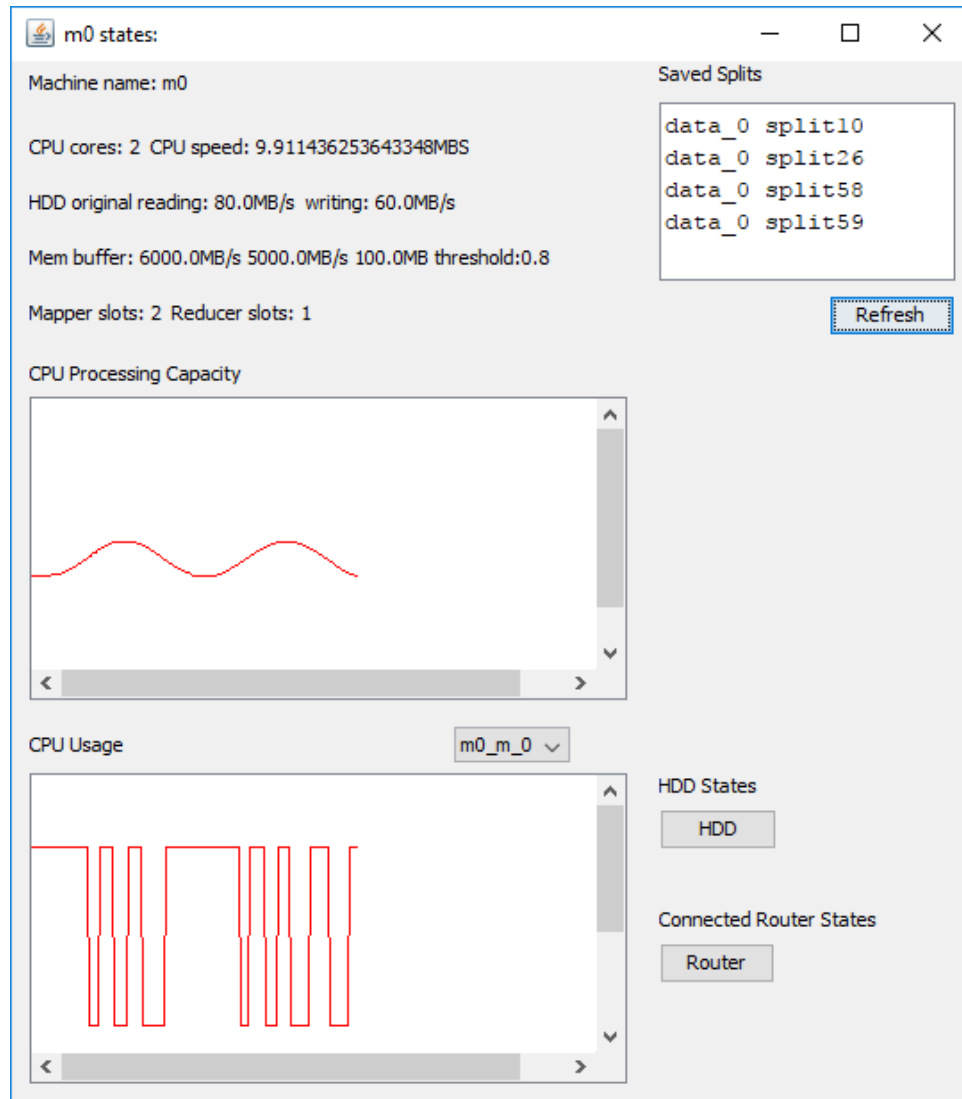 m0 states:
Machine name: m0
Saved Splits
data_0 split10
data_0 split26
data_0 split58
data_0 split59
CPU cores: 2 CPU speed: 9.911436253643348MBS
HDD original reading: 80.0MB/s writing: 60.0MB/s
Mem buffer: 6000.0MB/s 5000.0MB/s 100.0MB threshold:0.8
Mapper slots: 2 Reducer slots: 1
Refresh
CPU Processing Capacity
CPU Usage
m0_m_0
HDD States
HDD
Connected Router States
Router